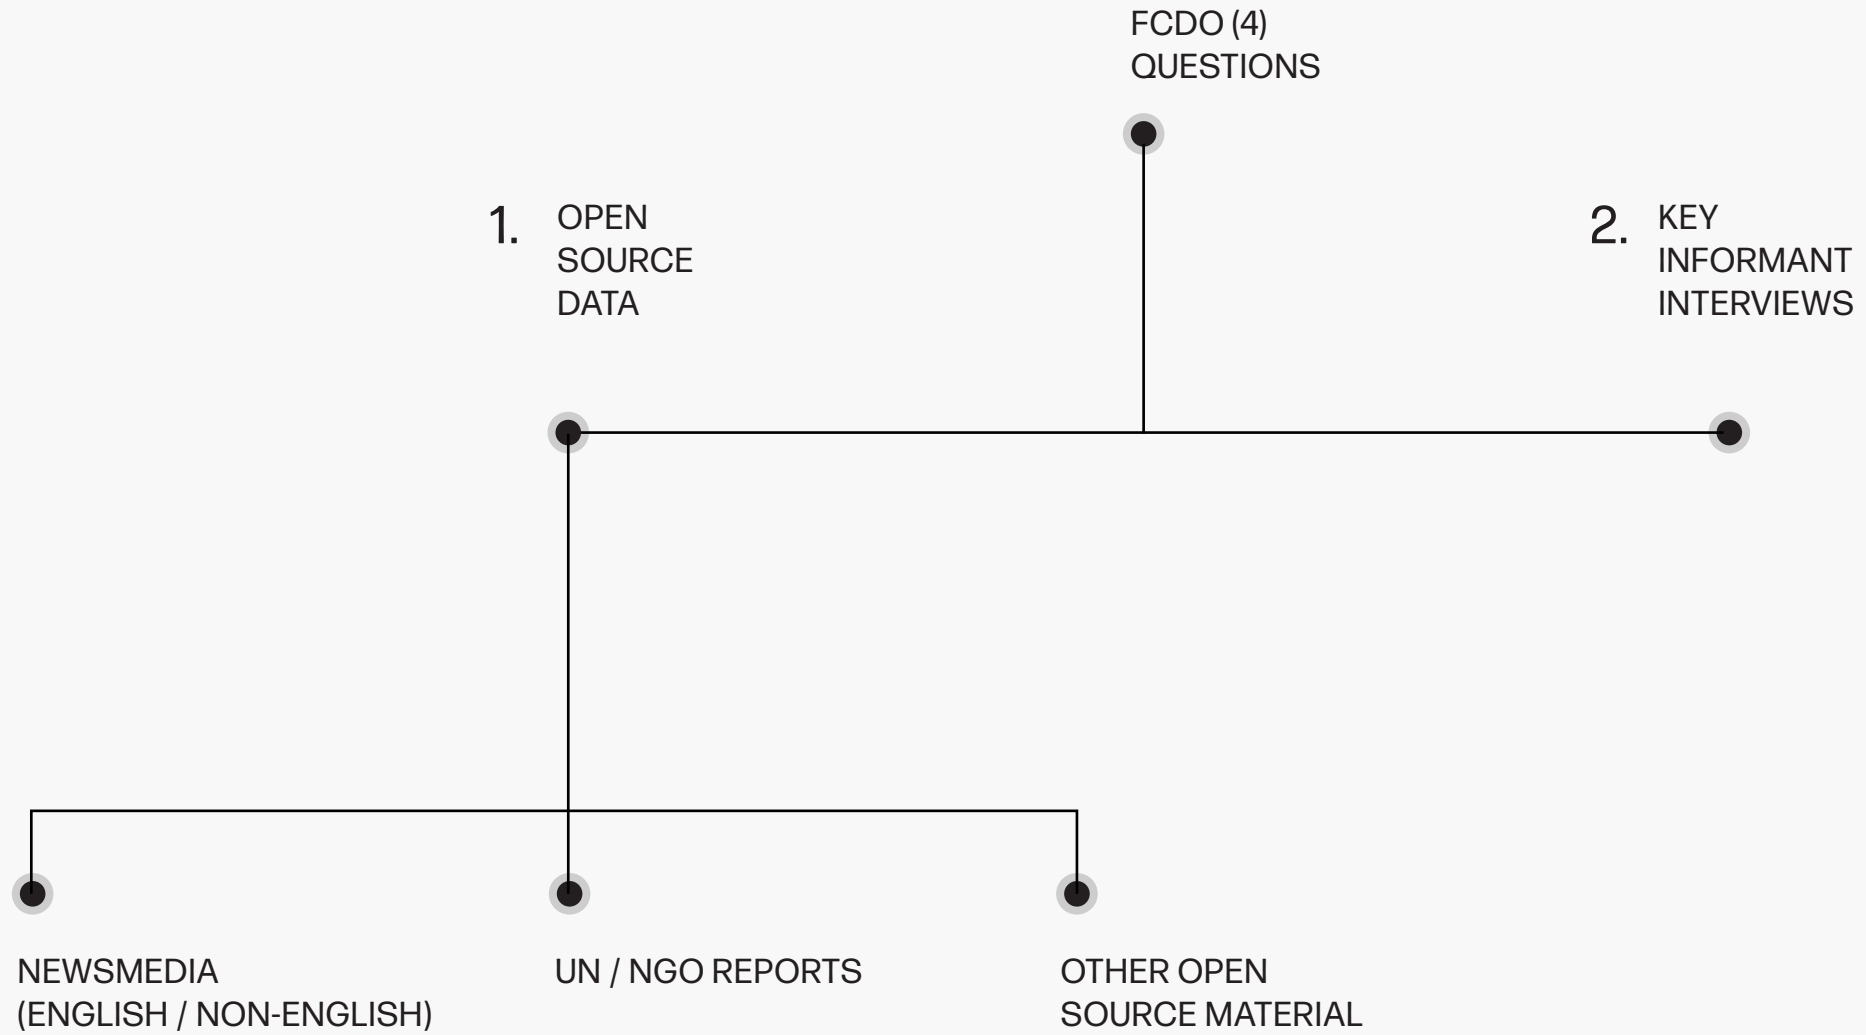 FCDO (4)
QUESTIONS
1.
OPEN
SOURCE
DATA
2.
KEY
INFORMANT
INTERVIEWS
NEWSMEDIA
(ENGLISH / NON-ENGLISH)
UN / NGO REPORTS
OTHER OPEN
SOURCE MATERIAL